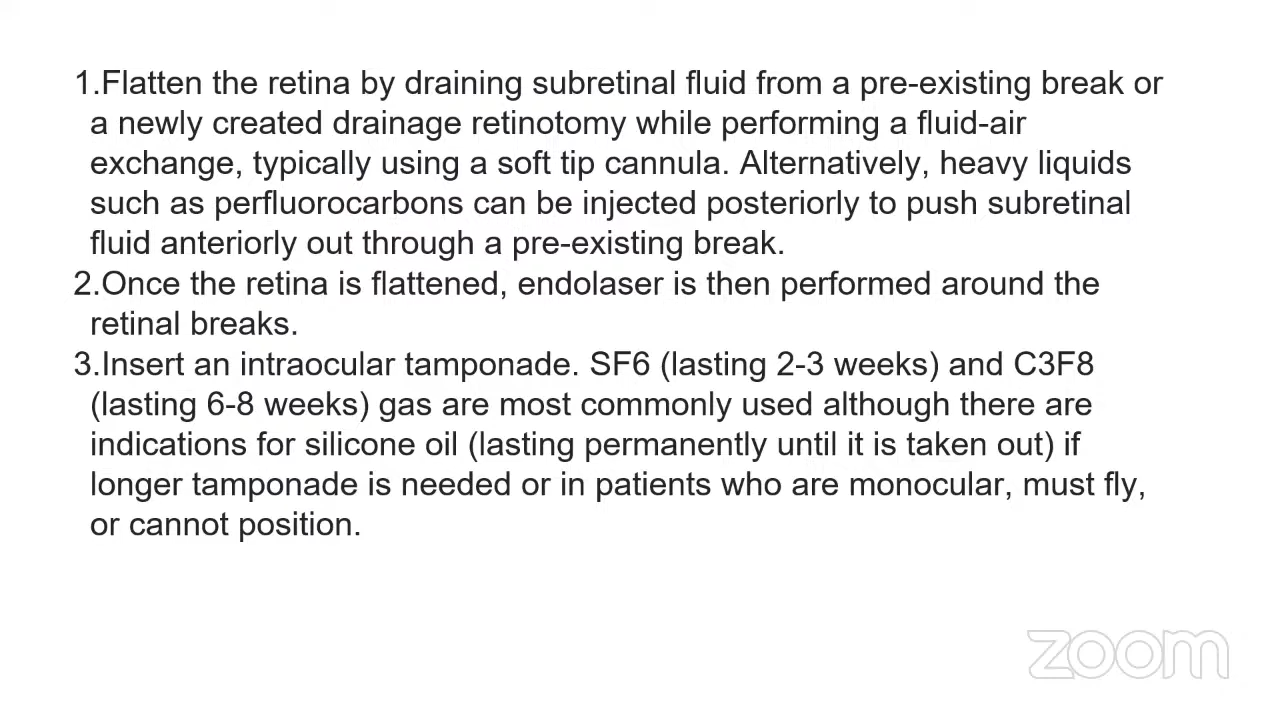 1.Flatten the retina by draining subretinal fluid from a pre-existing break or
a newly created drainage retinotomy while performing a fluid-air
exchange, typically using a soft tip cannula. Alternatively, heavy liquids
such as perfluorocarbons can be injected posteriorly to push subretinal
fluid anteriorly out through a pre-existing break.
2.Once the retina is flattened, endolaser is then performed around the
retinal breaks.
3.Insert an intraocular tamponade. SF6 (lasting 2-3 weeks) and C3F8
(lasting 6-8 weeks) gas are most commonly used although there are
indications for silicone oil (lasting permanently until it is taken out) if
longer tamponade is needed or in patients who are monocular, must fly,
or cannot position.
zoom